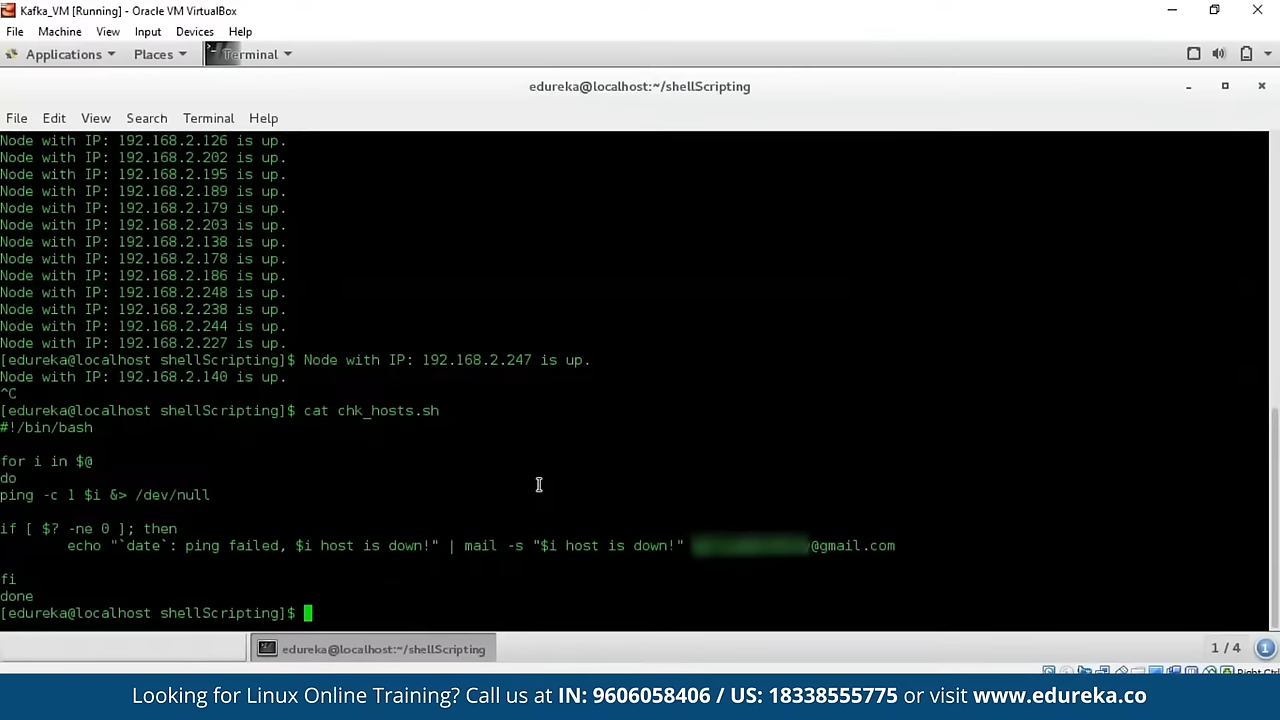 Kafka_VM [Running] - Oracle VM VirtualBox
File Machine View Input Devices Help
Applications Places Terminal
edureka@localhost:~/shellScripting
File Edit View Search Terminal Help
Node with IP: 192.168.2.126 is up.
Node with IP: 192.168.2.202 is up.
Node with IP: 192.168.2.195 is up.
Node with IP: 192.168.2.189 is up.
Node with IP: 192.168.2.179 is up.
Node with IP: 192.168.2.203 is up.
Node with IP: 192.168.2.138 is up.
Node with IP: 192.168.2.178 is up.
Node with IP: 192.168.2.186 is up.
Node with IP: 192.168.2.248 is up.
Node with IP: 192.168.2.238 is up.
Node with IP: 192.168.2.244 is up.
Node with IP: 192.168.2.227 is up.
[edureka@localhost shellScripting]$ Node with IP: 192.168.2.247 is up.
Node with IP: 192.168.2.140 is up.
^C
[edureka@localhost shellScripting]$ cat chk_hosts.sh
#!/bin/bash
for i in $@
do
ping -c 1 $i &> /dev/null
if [ $? -ne 0 ]; then
echo "`date`: ping failed, $i host is down!" | mail -s "$i host is down!" @gmail.com
fi
done
[edureka@localhost shellScripting]$
edureka@localhost:~/shellScripting
1 / 4 1
Right Ctrl
Looking for Linux Online Training? Call us at IN: 9606058406 / US: 18338555775 or visit www.edureka.co